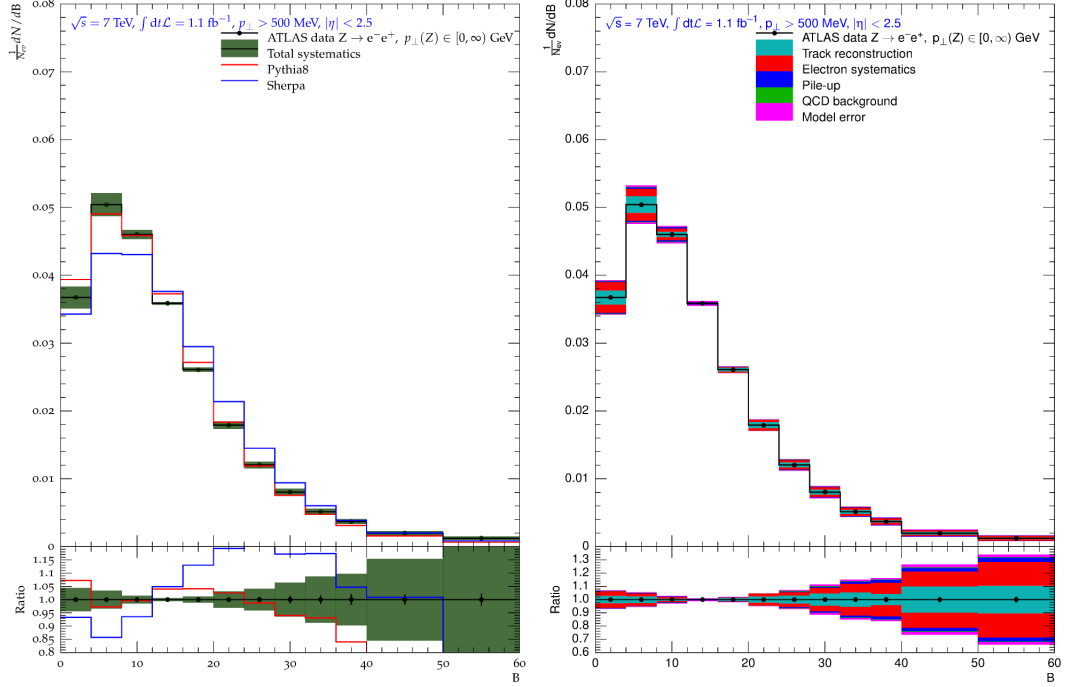 √s = 7 TeV, ∫ dtℒ = 1.1 fb⁻¹, p⊥ > 500 MeV, |η| < 2.5
ATLAS data Z → e⁻e⁺, p⊥(Z) ∈ [0, ∞) GeV
Total systematics
Pythia8
Sherpa
1/N_ev dN/dB
0.08
0.07
0.06
0.05
0.04
0.03
0.02
0.01
0
Ratio
1.15
1.1
1.05
1.0
0.95
0.9
0.85
0.8
0 10 20 30 40 50 60
B
√s = 7 TeV, ∫ dtℒ = 1.1 fb⁻¹, p⊥ > 500 MeV, |η| < 2.5
ATLAS data Z → e⁻e⁺, p⊥(Z) ∈ [0, ∞) GeV
Track reconstruction
Electron systematics
Pile-up
QCD background
Model error
1/N_ev dN/dB
0.08
0.07
0.06
0.05
0.04
0.03
0.02
0.01
0
Ratio
1.3
1.2
1.1
1.0
0.9
0.8
0.7
0.6
0 10 20 30 40 50 60
B